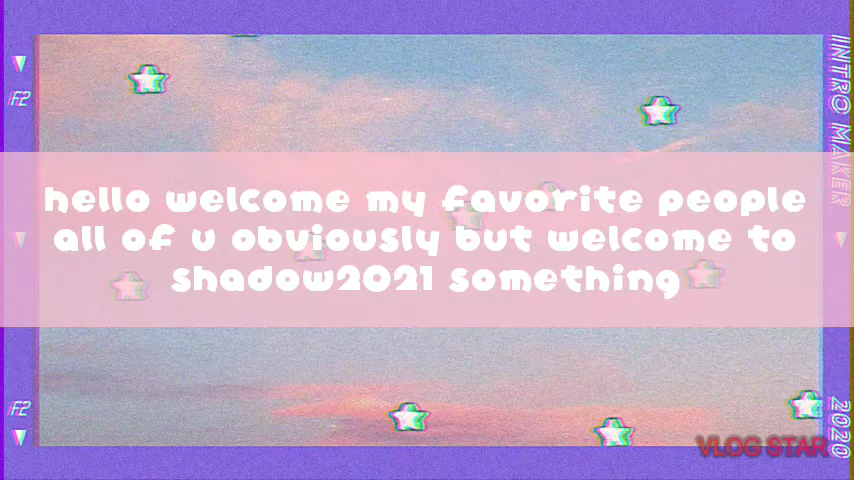 hello welcome my favorite people
all of u obviously but welcome to
shadow2021 something
F2
F2
INTRO MAKER
2020
VLOG STAR